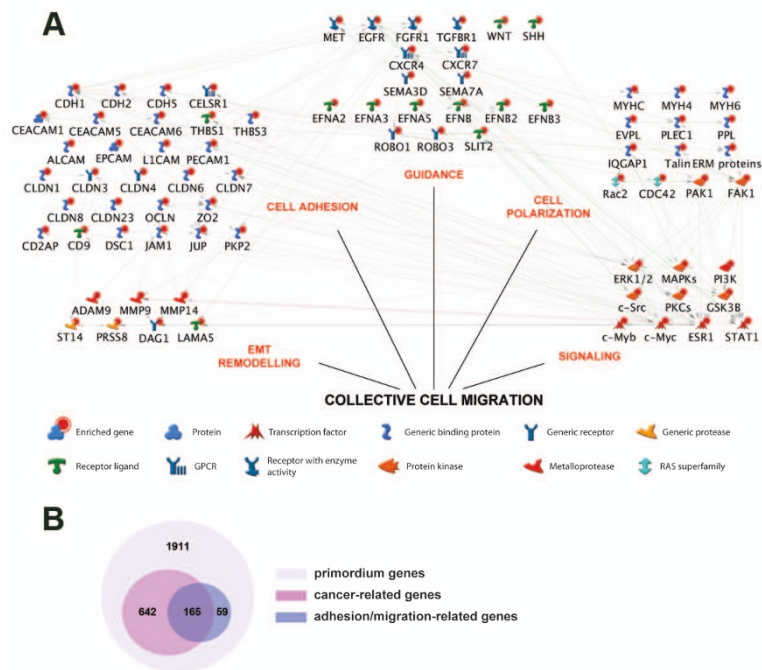 A
MET EGFR FGFR1 TGFBR1 WNT SHH
CXCR4 CXCR7
SEMA3D SEMA7A
EFNA2 EFNA3 EFNA5 EFNB EFNB2 EFNB3
ROBO1 ROBO3 SLIT2
GUIDANCE
CDH1 CDH2 CDH5 CELSR1
CEACAM1 CEACAM5 CEACAM6 THBS1 THBS3
ALCAM EPCAM L1CAM PECAM1
CLDN1 CLDN3 CLDN4 CLDN6 CLDN7
CLDN8 CLDN23 OCLN ZO2
CD2AP CD9 DSC1 JAM1 JUP PKP2
CELL ADHESION
MYHC MYH4 MYH6
EVPL PLEC1 PPL
IQGAP1 Talin ERM proteins
Rac2 CDC42 PAK1 FAK1
CELL
POLARIZATION
ADAM9 MMP9 MMP14
ST14 PRSS8 DAG1 LAMA5
EMT
REMODELLING
ERK1/2 MAPKs PI3K
c-Src PKCs GSK3B
c-Myb c-Myc ESR1 STAT1
SIGNALING
COLLECTIVE CELL MIGRATION
Enriched gene Protein Transcription factor Generic binding protein Generic receptor Generic protease
Receptor ligand GPCR Receptor with enzyme activity Protein kinase Metalloprotease RAS superfamily
B
1911
642 165 59
primordium genes
cancer-related genes
adhesion/migration-related genes